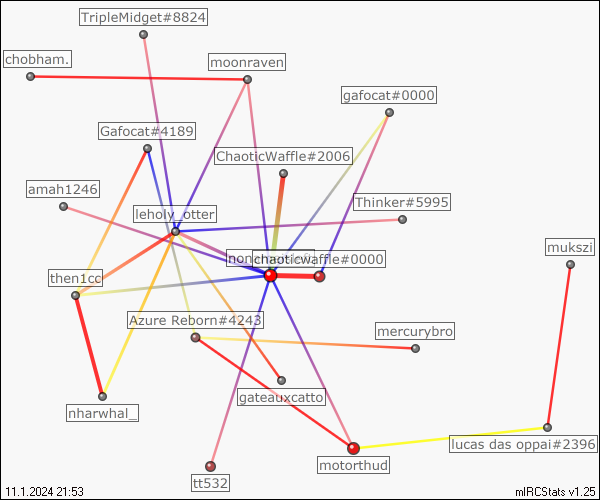 TripleMidget#8824
chobham.
moonraven
gafocat#0000
Gafocat#4189
ChaoticWaffle#2006
amah1246
Thinker#5995
leholy_otter
mukszi
chaoticwaffle#0000
then1cc
Azure Reborn#4243
mercurybro
gateauxcatto
nharwhal_
lucas das oppai#2396
motorthud
tt532
11.1.2024 21:53
mIRCStats v1.25